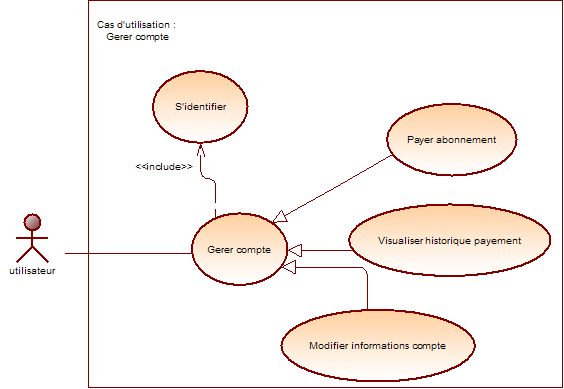 Cas d'utilisation :
Gerer compte
S'identifier
Payer abonnement
<<include>>
Visualiser historique payement
Gerer compte
utilisateur
Modifier informations compte